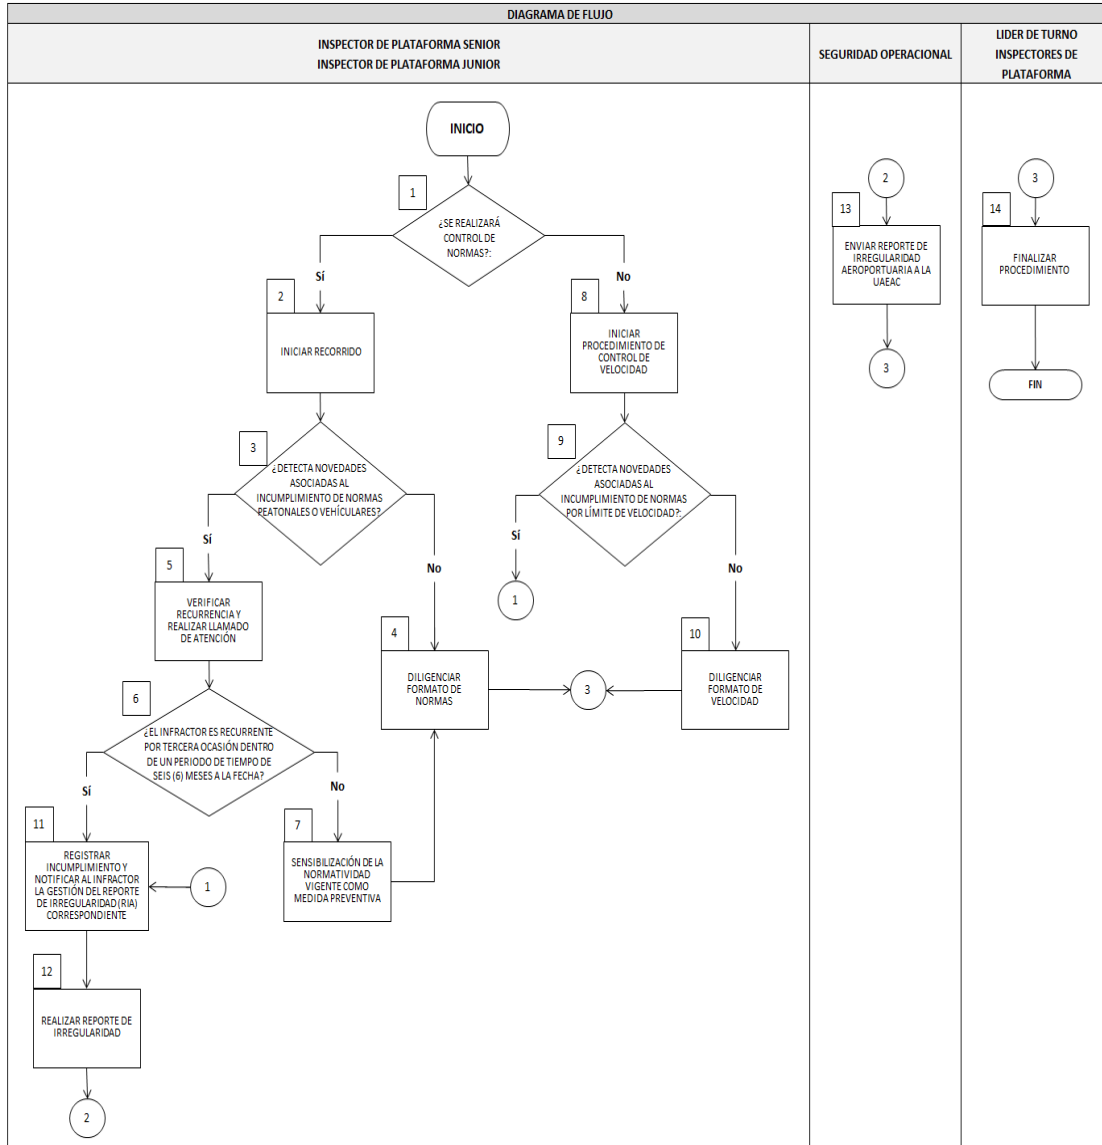 DIAGRAMA DE FLUJO
INSPECTOR DE PLATAFORMA SENIOR
INSPECTOR DE PLATAFORMA JUNIOR
SEGURIDAD OPERACIONAL
LIDER DE TURNO
INSPECTORES DE
PLATAFORMA
INICIO
1
¿SE REALIZARÁ
CONTROL DE
NORMAS?:
Sí
No
2
INICIAR RECORRIDO
8
INICIAR
PROCEDIMIENTO DE
CONTROL DE
VELOCIDAD
3
¿DETECTA NOVEDADES
ASOCIADAS AL
INCUMPLIMIENTO DE NORMAS
PEATONALES O VEHÍCULARES?
Sí
No
9
¿DETECTA NOVEDADES
ASOCIADAS AL
INCUMPLIMIENTO DE NORMAS
POR LÍMITE DE VELOCIDAD?:
Sí
No
1
5
VERIFICAR
RECURRENCIA Y
REALIZAR LLAMADO
DE ATENCIÓN
4
DILIGENCIAR
FORMATO DE
NORMAS
3
10
DILIGENCIAR
FORMATO DE
VELOCIDAD
6
¿EL INFRACTOR ES RECURRENTE
POR TERCERA OCASIÓN DENTRO
DE UN PERIODO DE TIEMPO DE
SEIS (6) MESES A LA FECHA?
Sí
No
11
REGISTRAR
INCUMPLIMIENTO Y
NOTIFICAR AL INFRACTOR
LA GESTIÓN DEL REPORTE
DE IRREGULARIDAD (RIA)
CORRESPONDIENTE
1
7
SENSIBILIZACIÓN DE LA
NORMATIVIDAD
VIGENTE COMO
MEDIDA PREVENTIVA
12
REALIZAR REPORTE DE
IRREGULARIDAD
2
2
13
ENVIAR REPORTE DE
IRREGULARIDAD
AEROPORTUARIA A LA
UAEAC
3
3
14
FINALIZAR
PROCEDIMIENTO
FIN